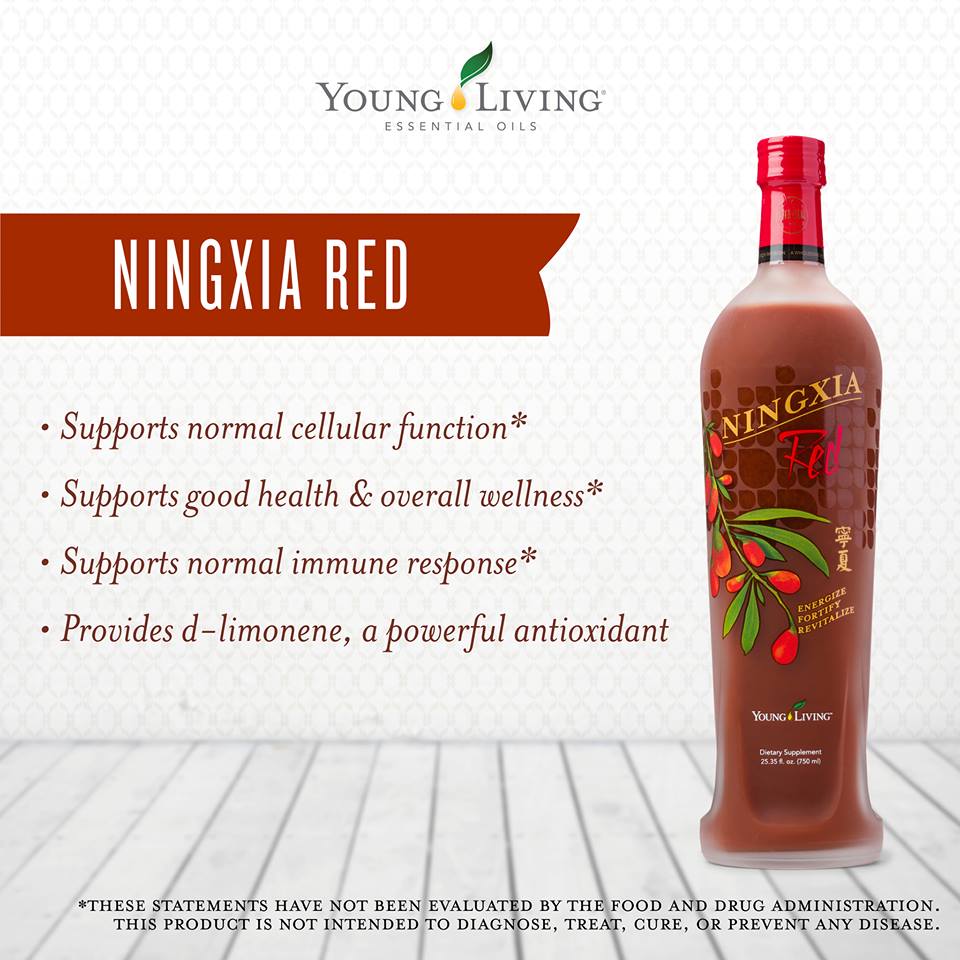 YOUNG LIVING®
ESSENTIAL OILS
NINGXIA RED
• Supports normal cellular function*
• Supports good health & overall wellness*
• Supports normal immune response*
• Provides d-limonene, a powerful antioxidant
NINGXIA
Red
寧夏
ENERGIZE
FORTIFY
REVITALIZE
YOUNG LIVING™
Dietary Supplement
25.35 fl. oz. (750 ml)
*THESE STATEMENTS HAVE NOT BEEN EVALUATED BY THE FOOD AND DRUG ADMINISTRATION.
THIS PRODUCT IS NOT INTENDED TO DIAGNOSE, TREAT, CURE, OR PREVENT ANY DISEASE.